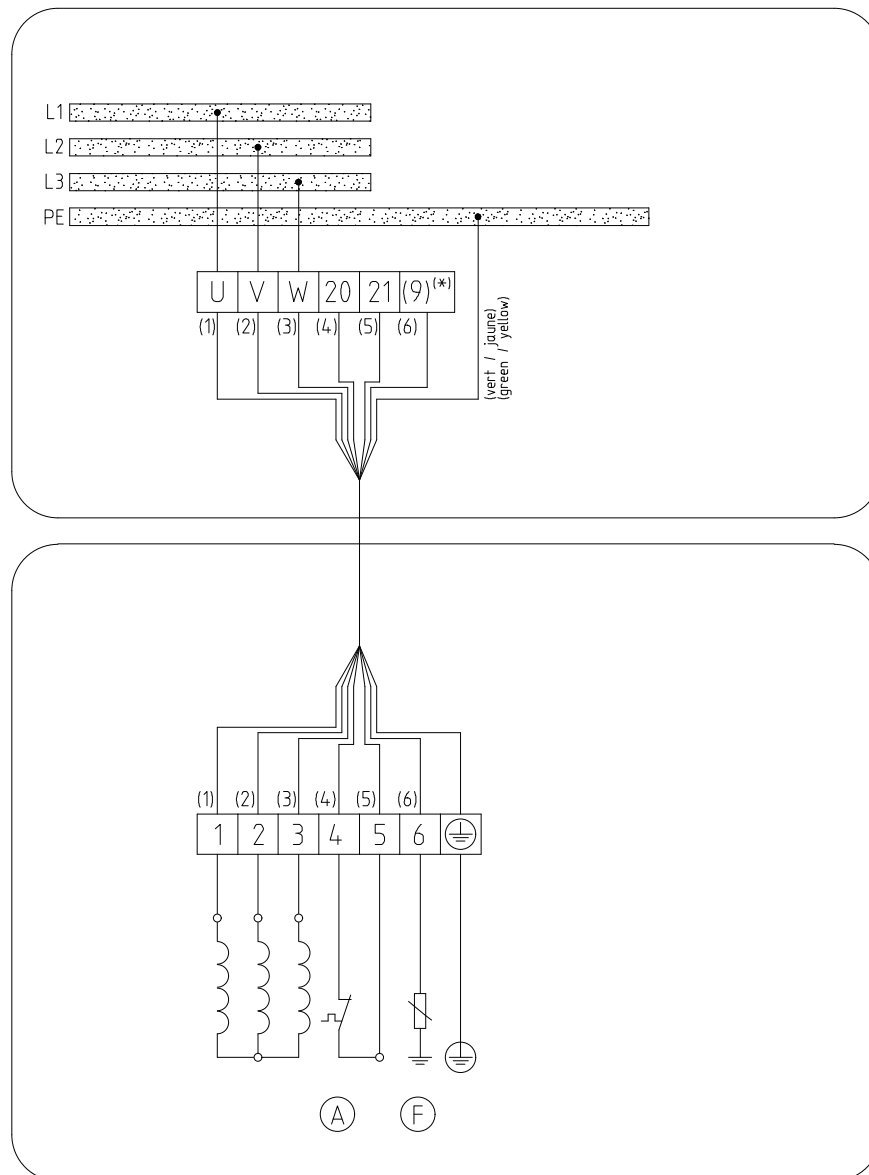 L1
L2
L3
PE
U V W 20 21 (9)(*)
(1) (2) (3) (4) (5) (6)
(vert / jaune)
(green / yellow)
(1) (2) (3) (4) (5) (6)
1 2 3 4 5 6
A F